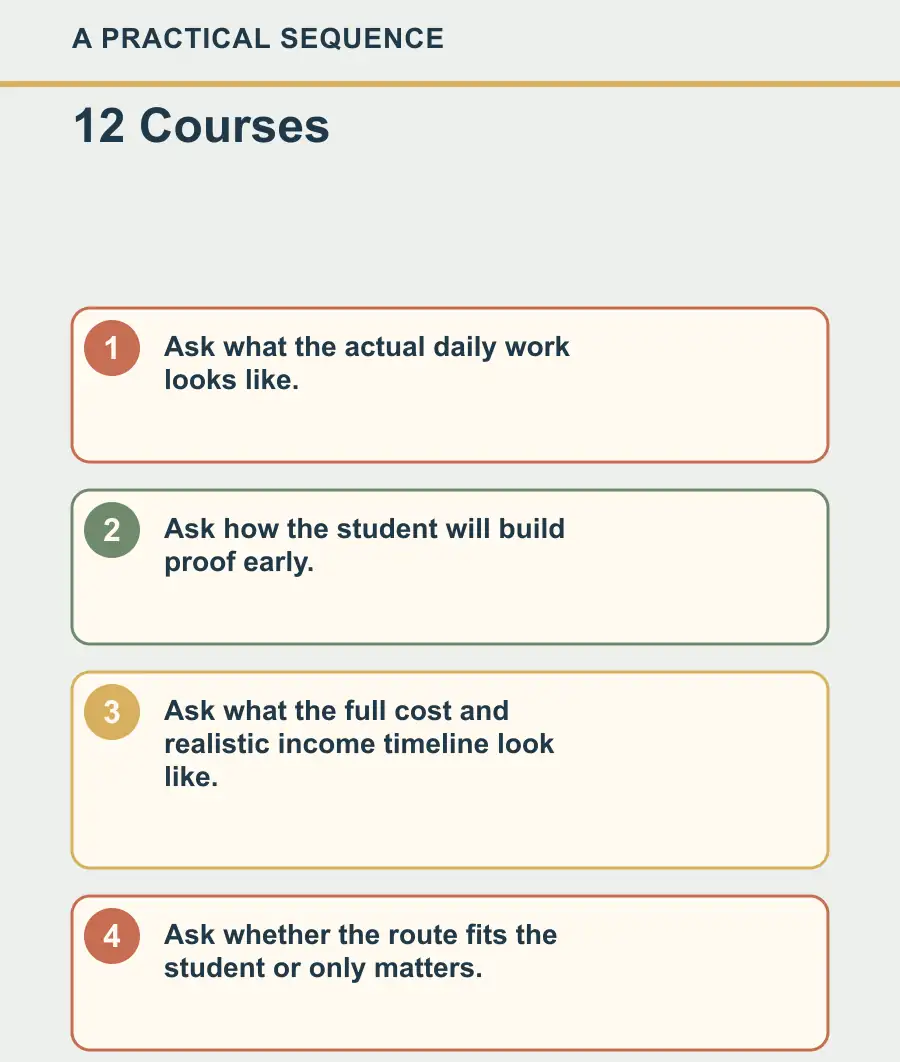 A PRACTICAL SEQUENCE
12 Courses
1
Ask what the actual daily work
looks like.
2
Ask how the student will build
proof early.
3
Ask what the full cost and
realistic income timeline look
like.
4
Ask whether the route fits the
student or only matters.